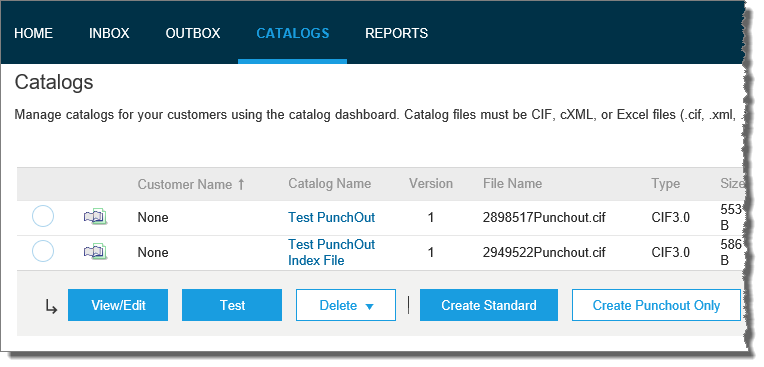 HOME INBOX OUTBOX CATALOGS REPORTS
Catalogs
Manage catalogs for your customers using the catalog dashboard. Catalog files must be CIF, cXML, or Excel files (.cif, .xml, .
Customer Name ↑ Catalog Name Version File Name Type Size
None Test PunchOut 1 2898517Punchout.cif CIF3.0 553 B
None Test PunchOut Index File 1 2949522Punchout.cif CIF3.0 586 B
View/Edit Test Delete ▼ | Create Standard Create Punchout Only